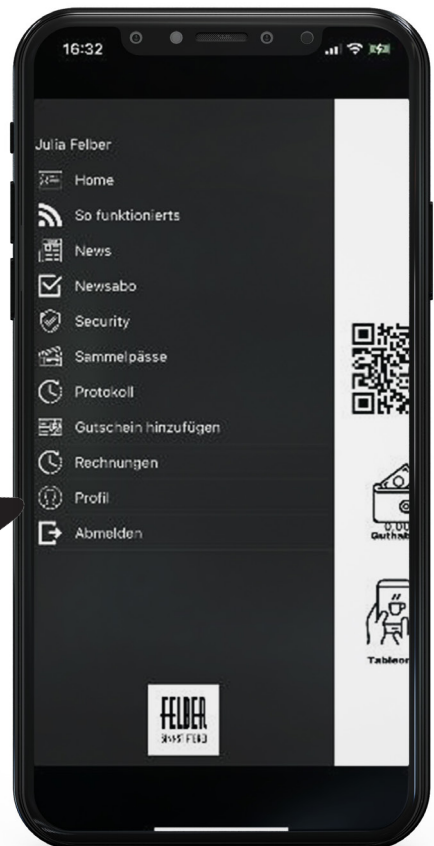 16:32
Julia Felber
Home
So funktionierts
News
Newsabo
Security
Sammelpässe
Protokoll
Gutschein hinzufügen
Rechnungen
Profil
Abmelden
0,00
Guthab
Tableor
FELBER